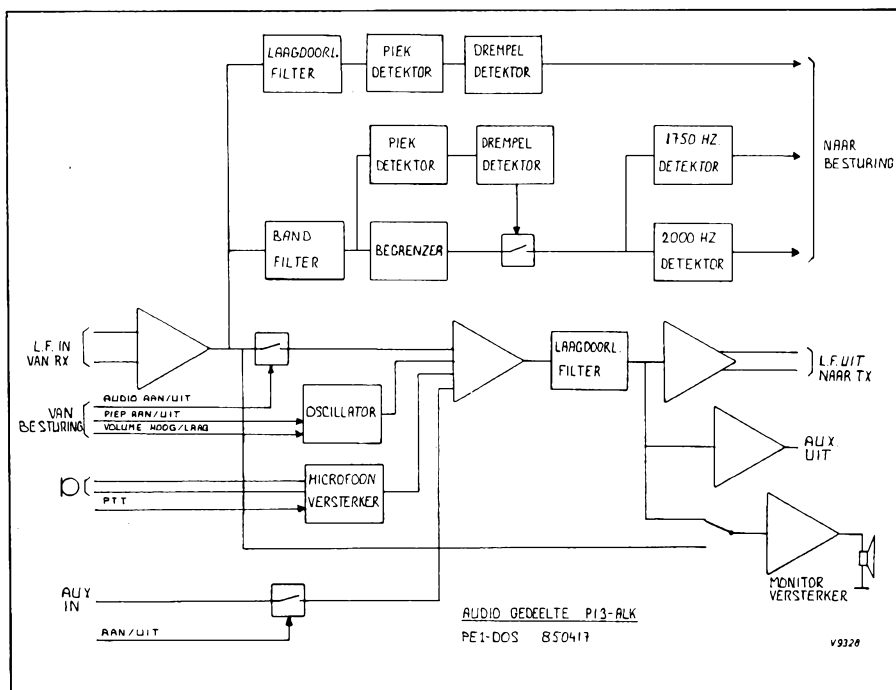 LAAGDOORL.
FILTER
PIEK
DETEKTOR
DREMPEL
DETEKTOR
PIEK
DETEKTOR
DREMPEL
DETEKTOR
1750 HZ.
DETEKTOR
NAAR
BESTURING
BAND
FILTER
BEGRENZER
2000 HZ
DETEKTOR
L.F. IN
VAN RX
LAAGDOORL.
FILTER
L.F. UIT
NAAR TX
VAN
BESTURING
AUDIO AAN/UIT
PIEP AAN/UIT
VOLUME HOOG/LAAG
OSCILLATOR
AUX.
UIT
PTT
MICROFOON
VERSTERKER
MONITOR
VERSTERKER
AUX
IN
AAN/UIT
AUDIO GEDEELTE PI3-ALK
PE1-DOS 850417
V9328